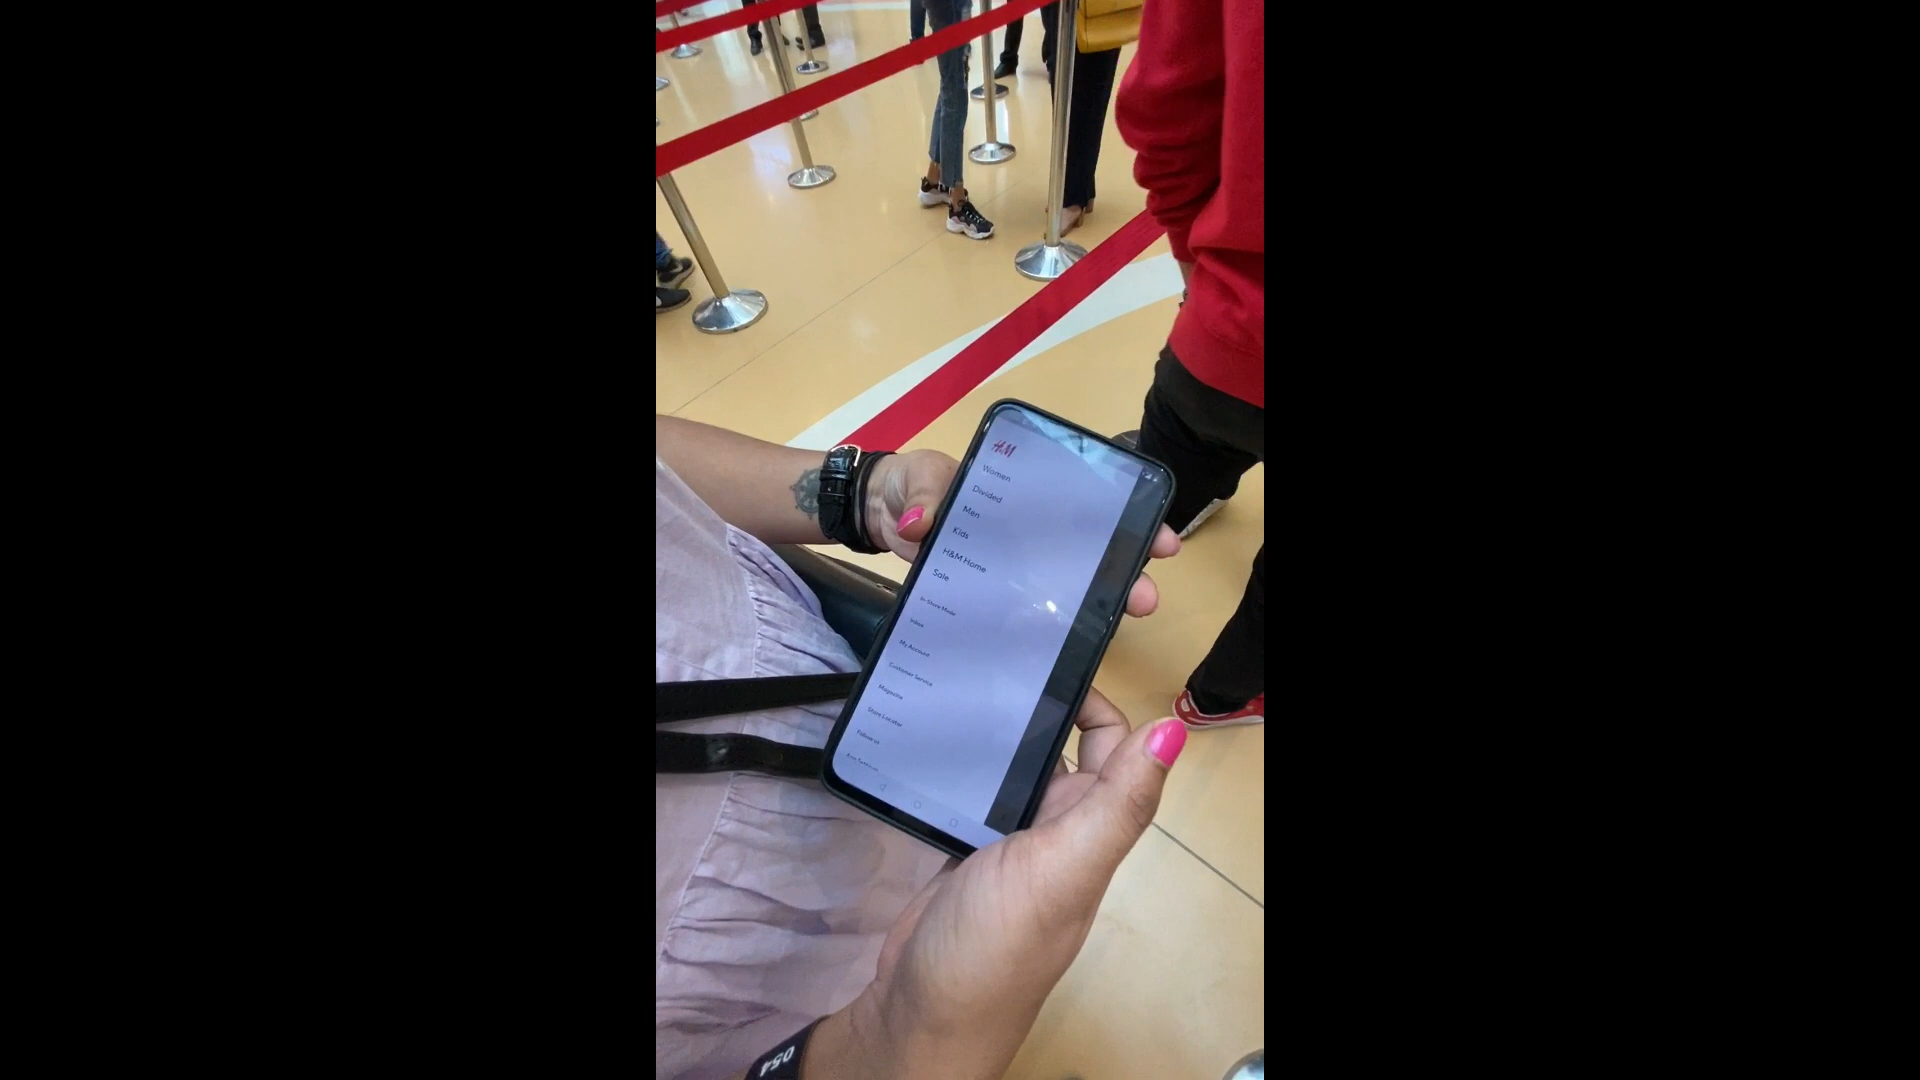 H&M
Women
Divided
Men
Kids
H&M Home
Sale
In-Store Mode
Inbox
My Account
Customer Service
Magazine
Store Locator
Follow us
054